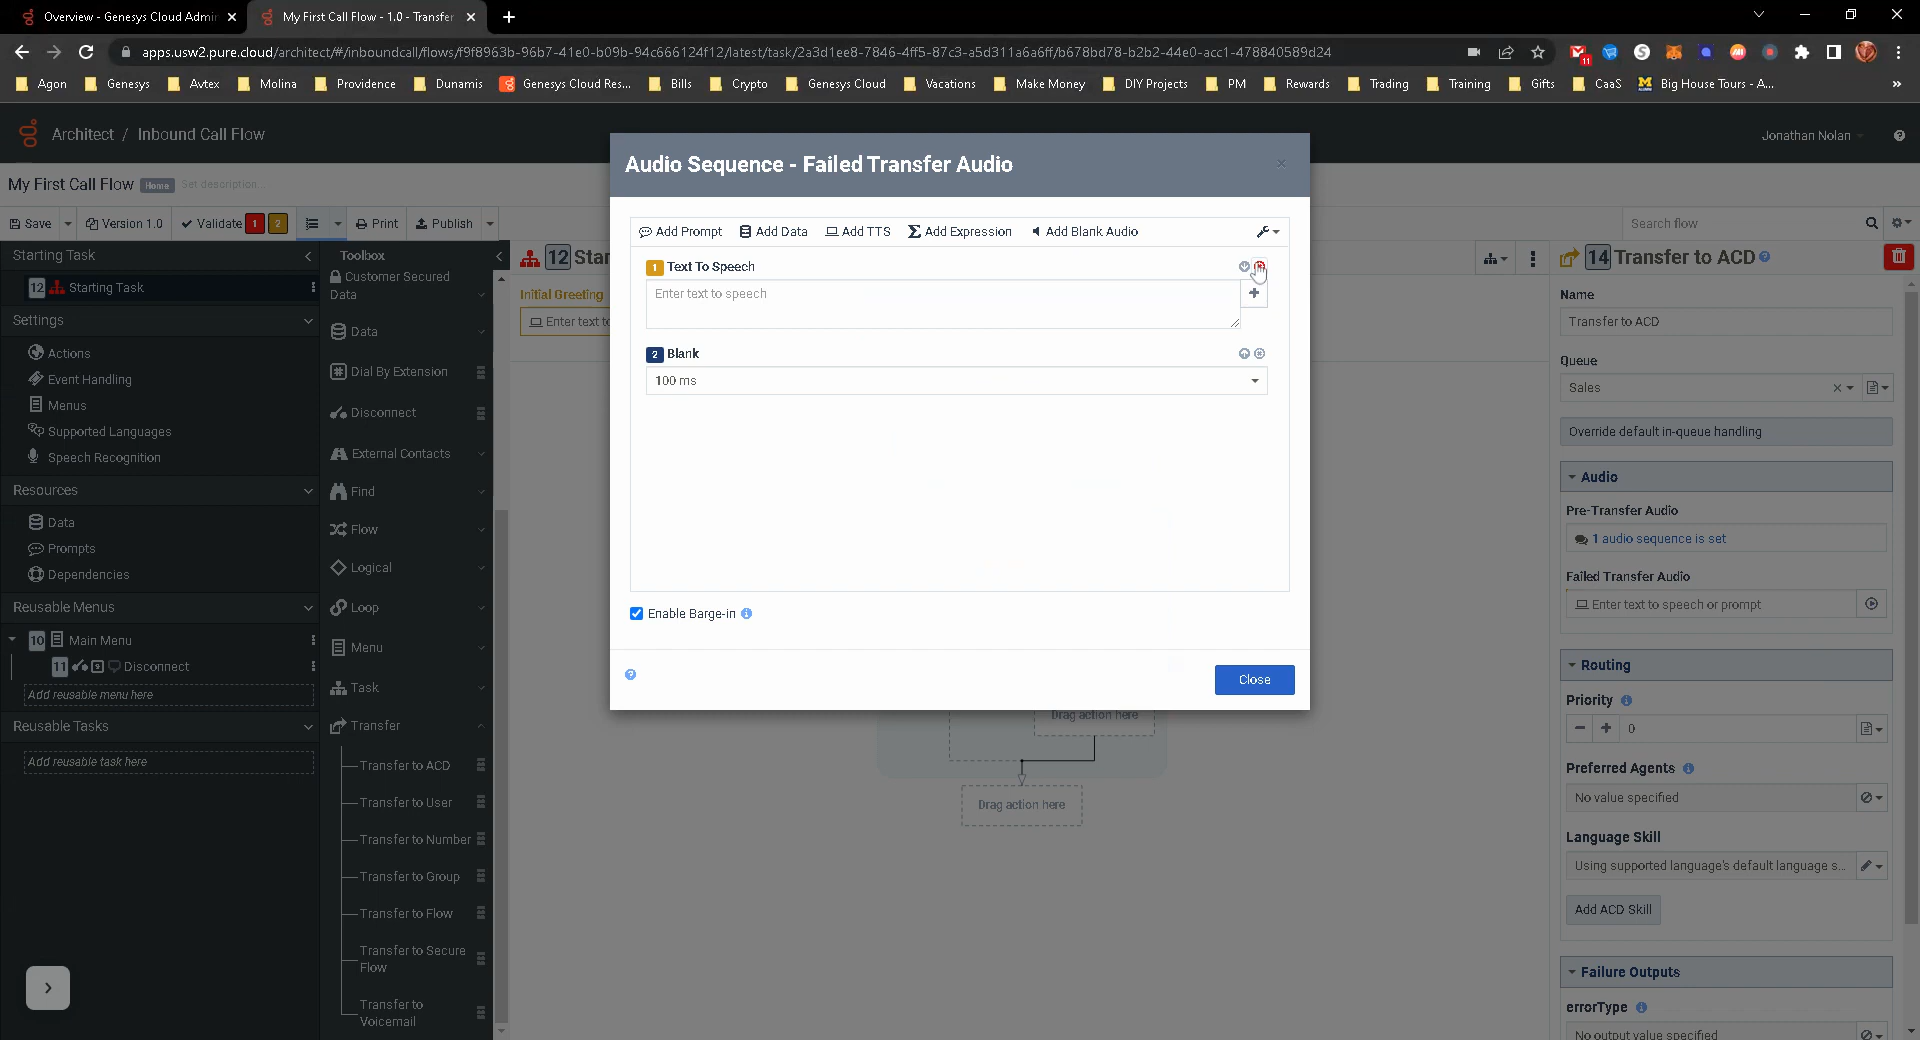 Overview - Genesys Cloud Admin
My First Call Flow - 1.0 - Transfer
apps.usw2.pure.cloud/architect/#/inboundcall/flows/f9f8963b-96b7-41e0-b09b-94c666124f12/latest/task/2a3d1ee8-7846-4ff5-87c3-a5d311a6a6ff/b678bd78-b2b2-44e0-acc1-478840589d24
11
Agon
Genesys
Avtex
Molina
Providence
Dunamis
Genesys Cloud Res...
Bills
Crypto
Genesys Cloud
Vacations
Make Money
DIY Projects
PM
Rewards
Trading
Training
Gifts
CaaS
Big House Tours - A...
Architect / Inbound Call Flow
Jonathan Nolan
My First Call Flow Home Set description...
Save
Version 1.0
Validate 1 2
Print
Publish
Search flow
Starting Task
12 Starting Task
Settings
Actions
Event Handling
Menus
Supported Languages
Speech Recognition
Resources
Data
Prompts
Dependencies
Reusable Menus
10 Main Menu
11 9 Disconnect
Add reusable menu here
Reusable Tasks
Add reusable task here
Toolbox
Customer Secured
Data
Data
Dial By Extension
Disconnect
External Contacts
Find
Flow
Logical
Loop
Menu
Task
Transfer
Transfer to ACD
Transfer to User
Transfer to Number
Transfer to Group
Transfer to Flow
Transfer to Secure
Flow
Transfer to
Voicemail
12 Star
Initial Greeting
Enter text to
Audio Sequence - Failed Transfer Audio
Add Prompt
Add Data
Add TTS
Add Expression
Add Blank Audio
1 Text To Speech
Enter text to speech
2 Blank
100 ms
Enable Barge-in
Close
Drag action here
Drag action here
14 Transfer to ACD
Name
Transfer to ACD
Queue
Sales
Override default in-queue handling
Audio
Pre-Transfer Audio
1 audio sequence is set
Failed Transfer Audio
Enter text to speech or prompt
Routing
Priority
0
Preferred Agents
No value specified
Language Skill
Using supported language's default language s...
Add ACD Skill
Failure Outputs
errorType
No output value specified